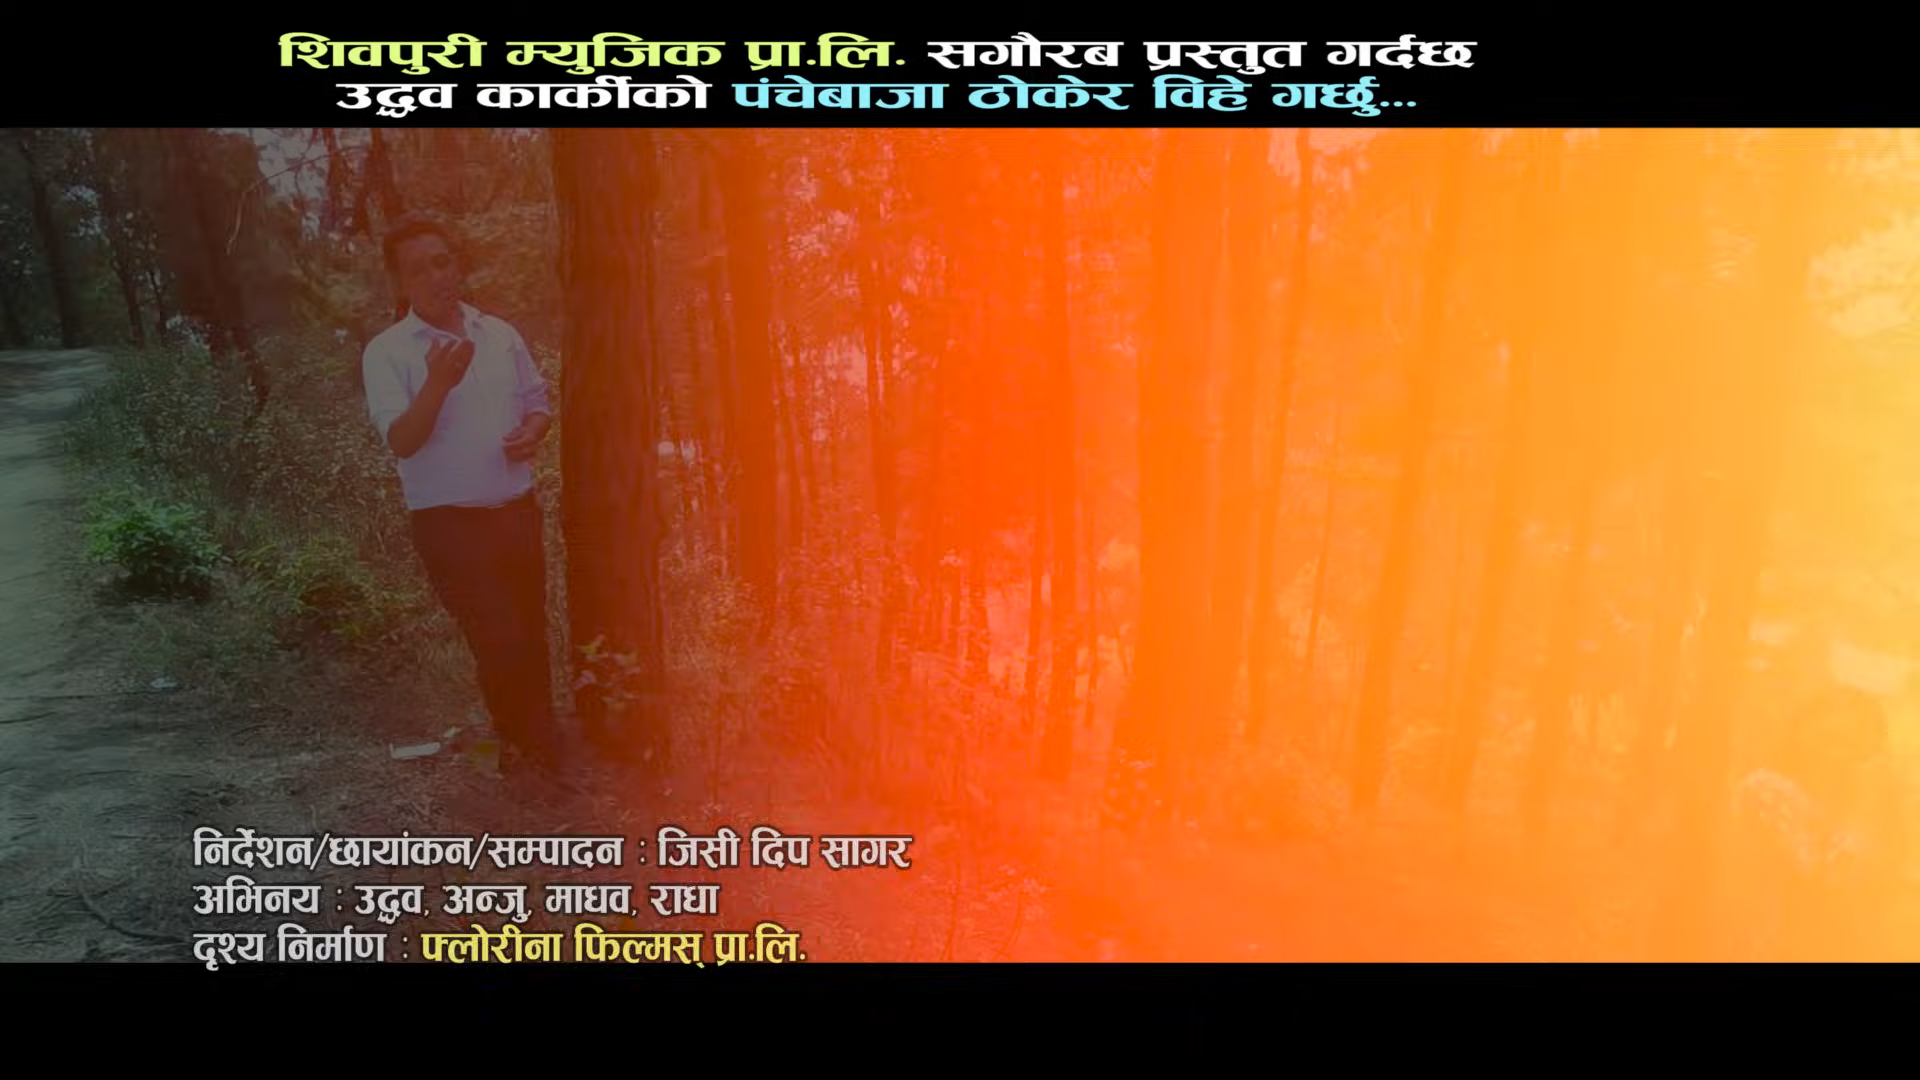 शिवपुरी म्युजिक प्रा.लि. सगौरब प्रस्तुत गर्दछ
उद्धव कार्कीको पंचेबाजा ठोकेर विहे गर्छु...
निर्देशन/छायांकन/सम्पादन : जिसी दिप सागर
अभिनय : उद्धव, अन्जु, माधव, राधा
दृश्य निर्माण : फ्लोरीना फिल्मस् प्रा.लि.